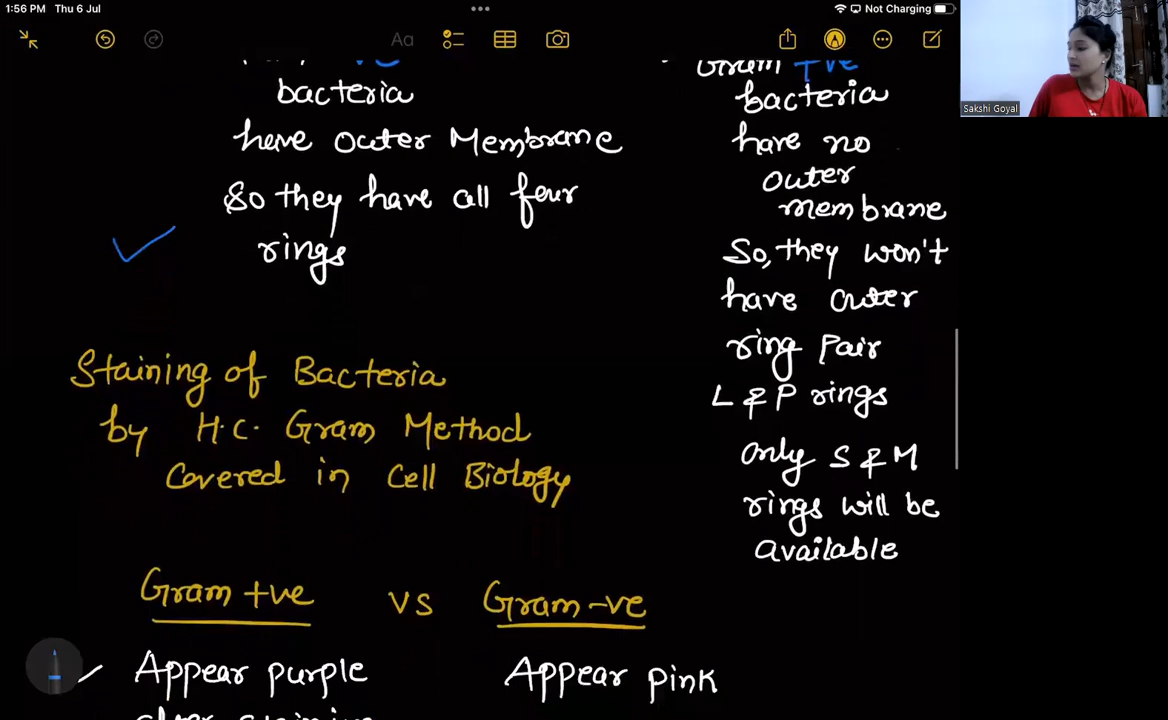 1:56 PM Thu 6 Jul
Not Charging
Aa
Sakshi Goyal
bacteria
have Outer Membrane
So they have all four
rings
Gram +ve
bacteria
have no
outer
membrane
So, they won't
have outer
ring Pair
L & P rings
only S & M
rings will be
available
Staining of Bacteria
by H.C. Gram Method
Covered in Cell Biology
Gram +ve vs Gram -ve
Appear purple
Appear pink